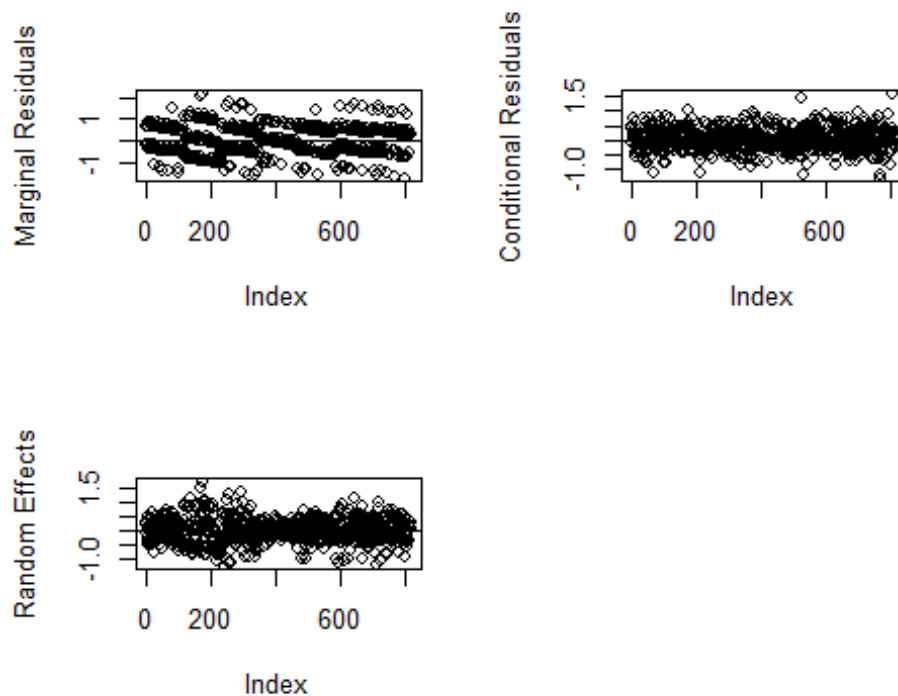 Marginal Residuals
1
-1
0 200 600
Index
Conditional Residuals
1.5
-1.0
0 200 600
Index
Random Effects
1.5
-1.0
0 200 600
Index